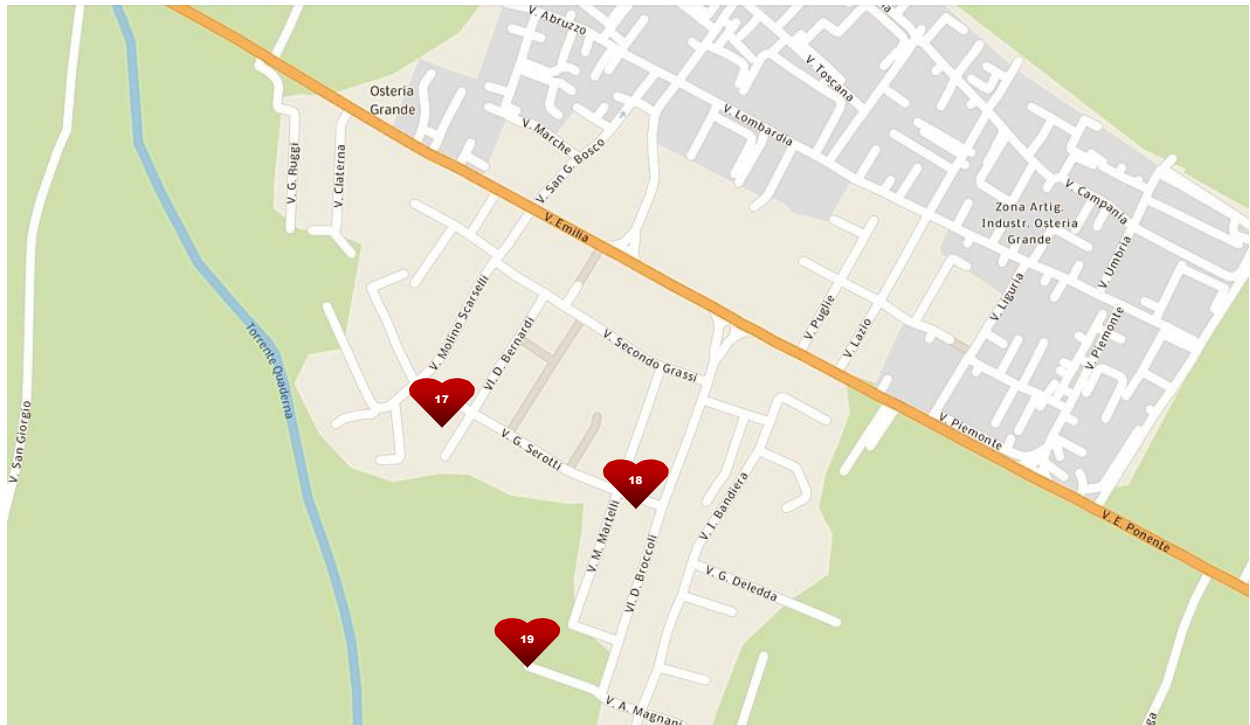 V. Abruzzo
V. Toscana
Osteria
Grande
V. Lombardia
V. Marche
V. San G. Bosco
V. G. Ruggi
V. Claterna
V. Emilia
V. Campania
Zona Artig.
Industr. Osteria
Grande
V. Umbria
V. Liguria
V. Piemonte
V. Puglie
V. Lazio
V. Molino Scarselli
Vl. D. Bernardi
V. Secondo Grassi
Torrente Quaderna
V. San Giorgio
17
V. G. Serotti
V. Piemonte
18
V. I. Bandiera
V. E. Ponente
V. M. Martelli
Vl. D. Broccoli
V. G. Deledda
19
V. A. Magnani